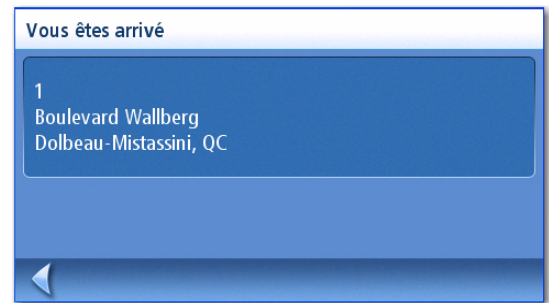 Vous êtes arrivé
1
Boulevard Wallberg
Dolbeau-Mistassini, QC